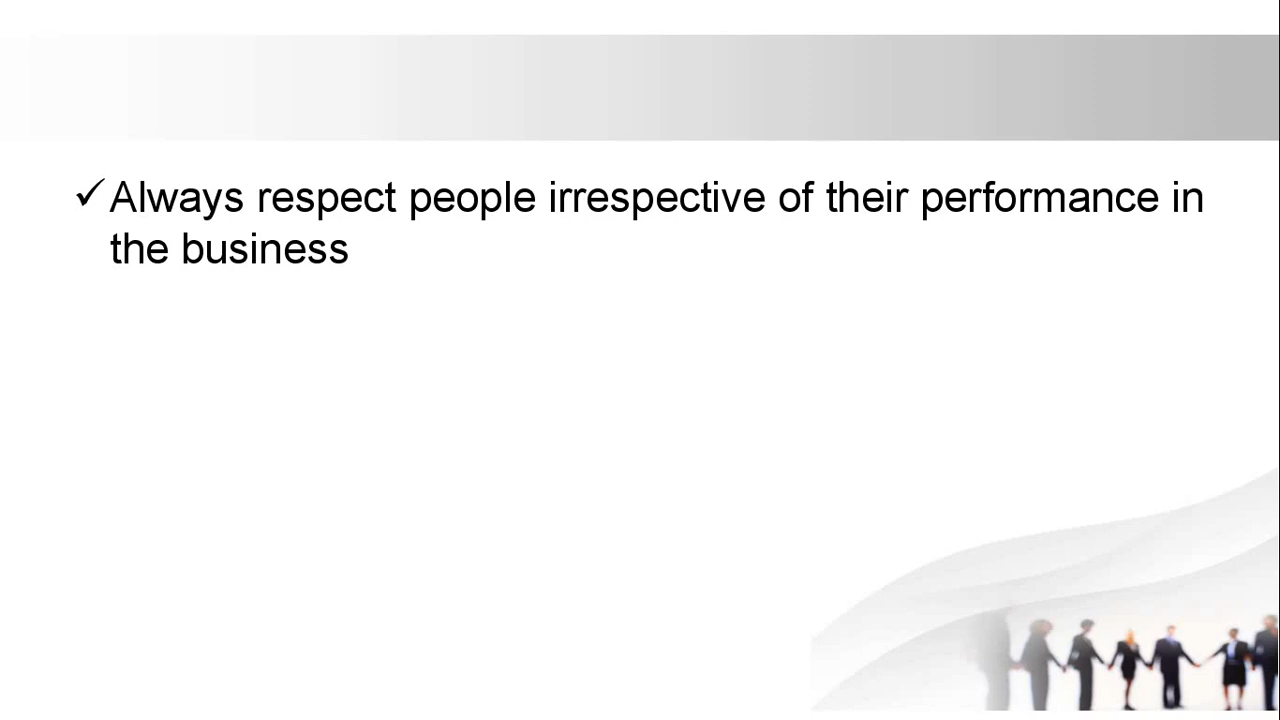 ✓Always respect people irrespective of their performance in
the business